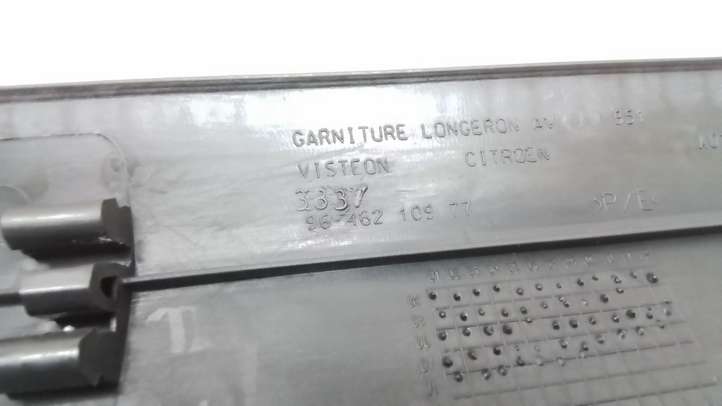 GARNITURE LONGERON AV
VISTEON CITROEN
3337
96 462 109 77
>P/E<